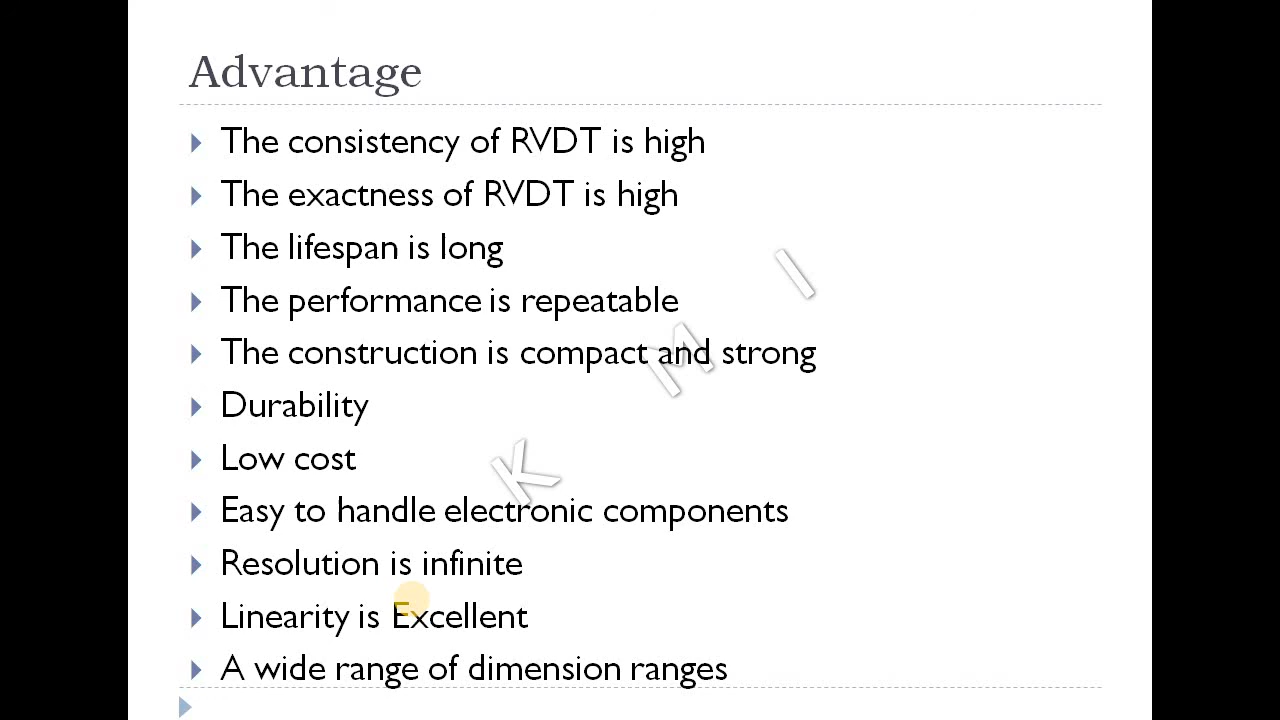 Advantage
The consistency of RVDT is high
The exactness of RVDT is high
The lifespan is long
The performance is repeatable
The construction is compact and strong
Durability
Low cost
Easy to handle electronic components
Resolution is infinite
Linearity is Excellent
A wide range of dimension ranges
K M I